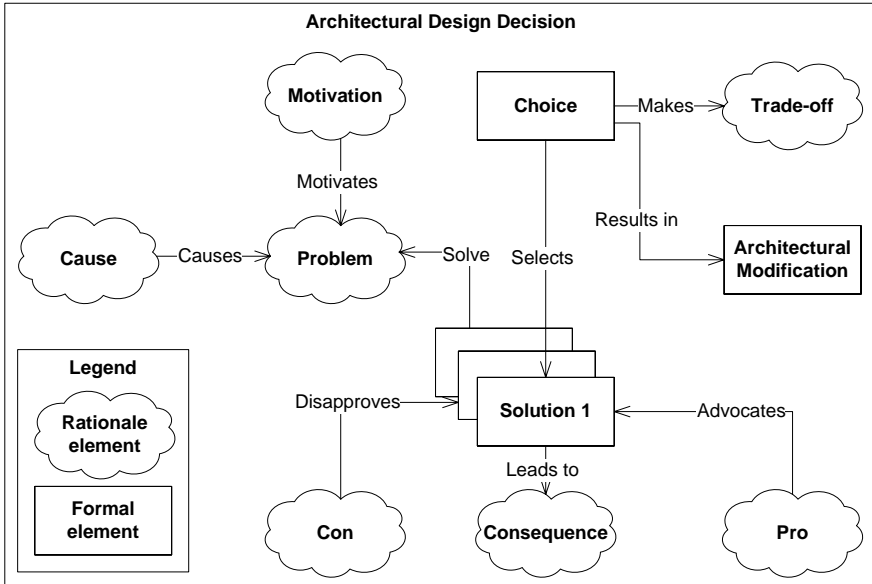 Architectural Design Decision
Motivation
Choice
Makes
Trade-off
Motivates
Results in
Cause
Causes
Problem
Solve
Selects
Architectural
Modification
Legend
Rationale
element
Formal
element
Disapproves
Solution 1
Advocates
Leads to
Con
Consequence
Pro